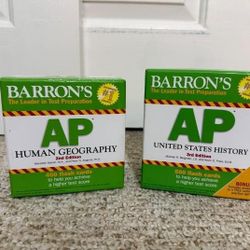 BARRON'S
The Leader in Test Preparation
AP
HUMAN GEOGRAPHY
2nd Edition
400 flash cards
to help you achieve
a higher test score
BARRON'S
The Leader in Test Preparation
AP
UNITED STATES HISTORY
3rd Edition
flash cards
to help you achieve
a higher test score
BONUS